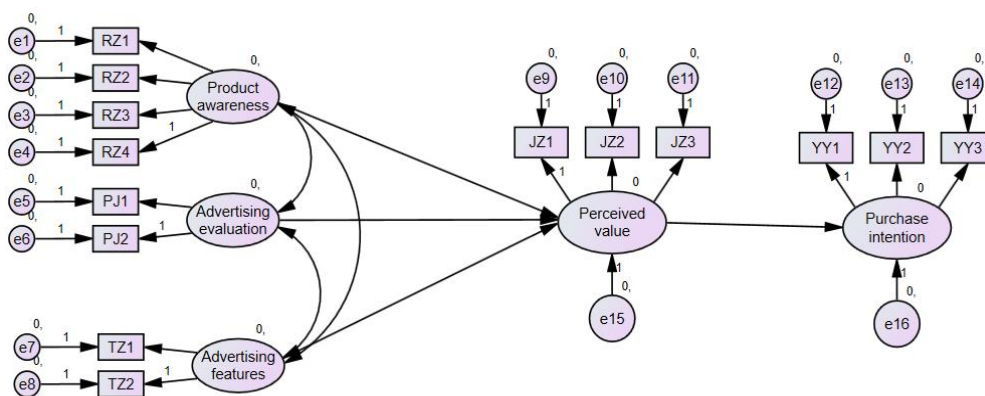 0,
e1
1
RZ1
0,
e2
1
RZ2
0,
e3
1
RZ3
0,
e4
1
RZ4
1
0,
Product
awareness
0,
e5
1
PJ1
0,
e6
1
PJ2
1
0,
Advertising
evaluation
0,
e7
1
TZ1
0,
e8
1
TZ2
1
0,
Advertising
features
0,
e9
1
JZ1
1
0,
e10
1
JZ2
0,
e11
1
JZ3
0
Perceived
value
1
0,
e15
0,
e12
1
YY1
1
0,
e13
1
YY2
0,
e14
1
YY3
0
Purchase
intention
1
0,
e16